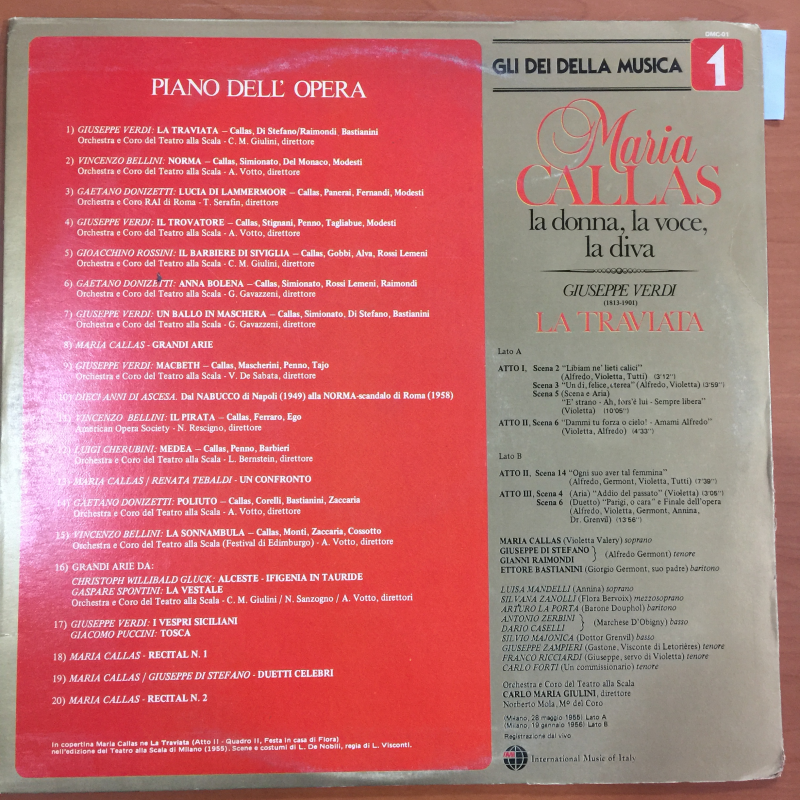 PIANO DELL' OPERA
1) GIUSEPPE VERDI: LA TRAVIATA – Callas, Di Stefano/Raimondi, Bastianini
Orchestra e Coro del Teatro alla Scala - C. M. Giulini, direttore
2) VINCENZO BELLINI: NORMA – Callas, Simionato, Del Monaco, Modesti
Orchestra e Coro del Teatro alla Scala - A. Votto, direttore
3) GAETANO DONIZETTI: LUCIA DI LAMMERMOOR – Callas, Panerai, Fernandi, Modesti
Orchestra e Coro RAI di Roma - T. Serafin, direttore
4) GIUSEPPE VERDI: IL TROVATORE – Callas, Stignani, Penno, Tagliabue, Modesti
Orchestra e Coro del Teatro alla Scala - A. Votto, direttore
5) GIOACCHINO ROSSINI: IL BARBIERE DI SIVIGLIA – Callas, Gobbi, Alva, Rossi Lemeni
Orchestra e Coro del Teatro alla Scala - C. M. Giulini, direttore
6) GAETANO DONIZETTI: ANNA BOLENA – Callas, Simionato, Rossi Lemeni, Raimondi
Orchestra e Coro del Teatro alla Scala - G. Gavazzeni, direttore
7) GIUSEPPE VERDI: UN BALLO IN MASCHERA – Callas, Simionato, Di Stefano, Bastianini
Orchestra e Coro del Teatro alla Scala - G. Gavazzeni, direttore
8) MARIA CALLAS - GRANDI ARIE
9) GIUSEPPE VERDI: MACBETH – Callas, Mascherini, Penno, Tajo
Orchestra e Coro del Teatro alla Scala - V. De Sabata, direttore
10) DIECI ANNI DI ASCESA. Dal NABUCCO di Napoli (1949) alla NORMA-scandalo di Roma (1958)
11) VINCENZO BELLINI: IL PIRATA – Callas, Ferraro, Ego
American Opera Society - N. Rescigno, direttore
12) LUIGI CHERUBINI: MEDEA – Callas, Penno, Barbieri
Orchestra e Coro del Teatro alla Scala - L. Bernstein, direttore
13) MARIA CALLAS / RENATA TEBALDI - UN CONFRONTO
14) GAETANO DONIZETTI: POLIUTO – Callas, Corelli, Bastianini, Zaccaria
Orchestra e Coro del Teatro alla Scala - A. Votto, direttore
15) VINCENZO BELLINI: LA SONNAMBULA – Callas, Monti, Zaccaria, Cossotto
Orchestra e Coro del Teatro alla Scala (Festival di Edimburgo) - A. Votto, direttore
16) GRANDI ARIE DA:
CHRISTOPH WILLIBALD GLUCK: ALCESTE - IFIGENIA IN TAURIDE
GASPARE SPONTINI: LA VESTALE
Orchestra e Coro del Teatro alla Scala - C. M. Giulini / N. Sanzogno / A. Votto, direttori
17) GIUSEPPE VERDI: I VESPRI SICILIANI
GIACOMO PUCCINI: TOSCA
18) MARIA CALLAS - RECITAL N. 1
19) MARIA CALLAS / GIUSEPPE DI STEFANO - DUETTI CELEBRI
20) MARIA CALLAS - RECITAL N. 2
In copertina Maria Callas ne La Traviata (Atto II - Quadro II, Festa in casa di Flora)
nell'edizione del Teatro alla Scala di Milano (1955). Scene e costumi di L. De Nobili, regia di L. Visconti.
GMC-61
GLI DEI DELLA MUSICA 1
Maria
CALLAS
la donna, la voce,
la diva
GIUSEPPE VERDI
(1813-1901)
LA TRAVIATA
Lato A
ATTO I, Scena 2 "Libiam ne' lieti calici"
(Alfredo, Violetta, Tutti) (3'12")
Scena 3 "Un dì, felice, eterea" (Alfredo, Violetta) (3'59")
Scena 5 (Scena e Aria)
"E' strano - Ah, fors'è lui - Sempre libera"
(Violetta) (10'05")
ATTO II, Scena 6 "Dammi tu forza o cielo! - Amami Alfredo"
(Violetta, Alfredo) (4'33")
Lato B
ATTO II, Scena 14 "Ogni suo aver tal femmina"
(Alfredo, Germont, Violetta, Tutti) (7'39")
ATTO III, Scena 4 (Aria) "Addio del passato" (Violetta) (3'05")
Scena 6 (Duetto) "Parigi, o cara" e Finale dell'opera
(Alfredo, Violetta, Germont, Annina,
Dr. Grenvil) (13'56")
MARIA CALLAS (Violetta Valery) soprano
GIUSEPPE DI STEFANO
GIANNI RAIMONDI } (Alfredo Germont) tenore
ETTORE BASTIANINI (Giorgio Germont, suo padre) baritono
LUISA MANDELLI (Annina) soprano
SILVANA ZANOLLI (Flora Bervoix) mezzosoprano
ARTURO LA PORTA (Barone Douphol) baritono
ANTONIO ZERBINI
DARIO CASELLI } (Marchese D'Obigny) basso
SILVIO MAJONICA (Dottor Grenvil) basso
GIUSEPPE ZAMPIERI (Gastone, Visconte di Letorières) tenore
FRANCO RICCIARDI (Giuseppe, servo di Violetta) tenore
CARLO FORTI (Un commissionario) tenore
Orchestra e Coro del Teatro alla Scala
CARLO MARIA GIULINI, direttore
Norberto Mola, M° del Coro
(Milano, 28 maggio 1955) Lato A
(Milano, 19 gennaio 1956) Lato B
Registrazione dal vivo
International Music of Italy